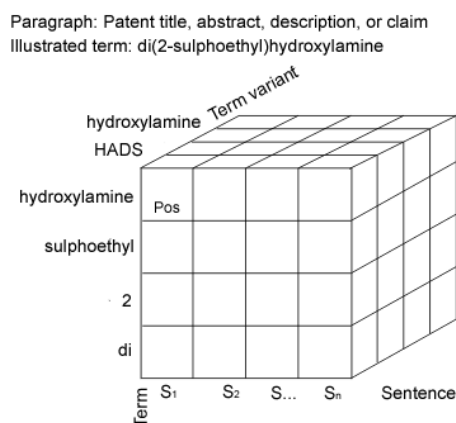 Paragraph: Patent title, abstract, description, or claim
Illustrated term: di(2-sulphoethyl)hydroxylamine
Term variant
hydroxylamine
HADS
hydroxylamine
Pos
sulphoethyl
2
di
Term
S1 S2 S... Sn Sentence